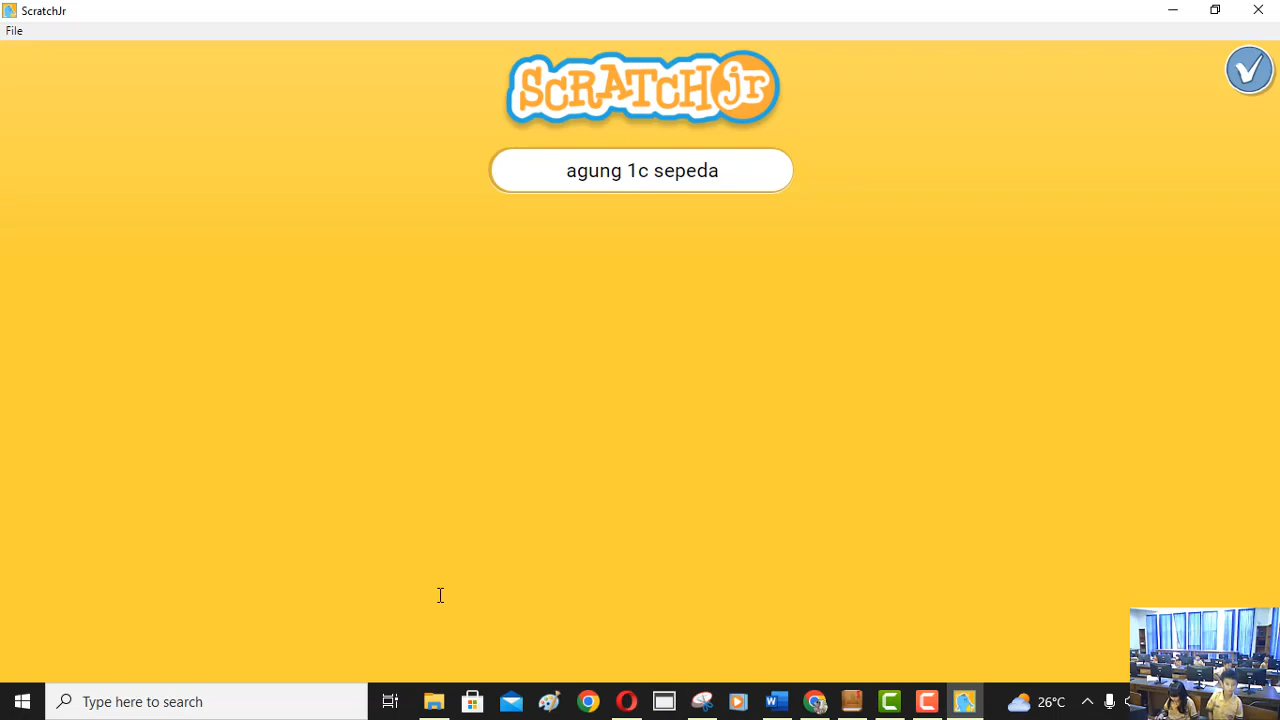 ScratchJr
File
SCRATCH jr
agung 1c sepeda
Type here to search
26°C